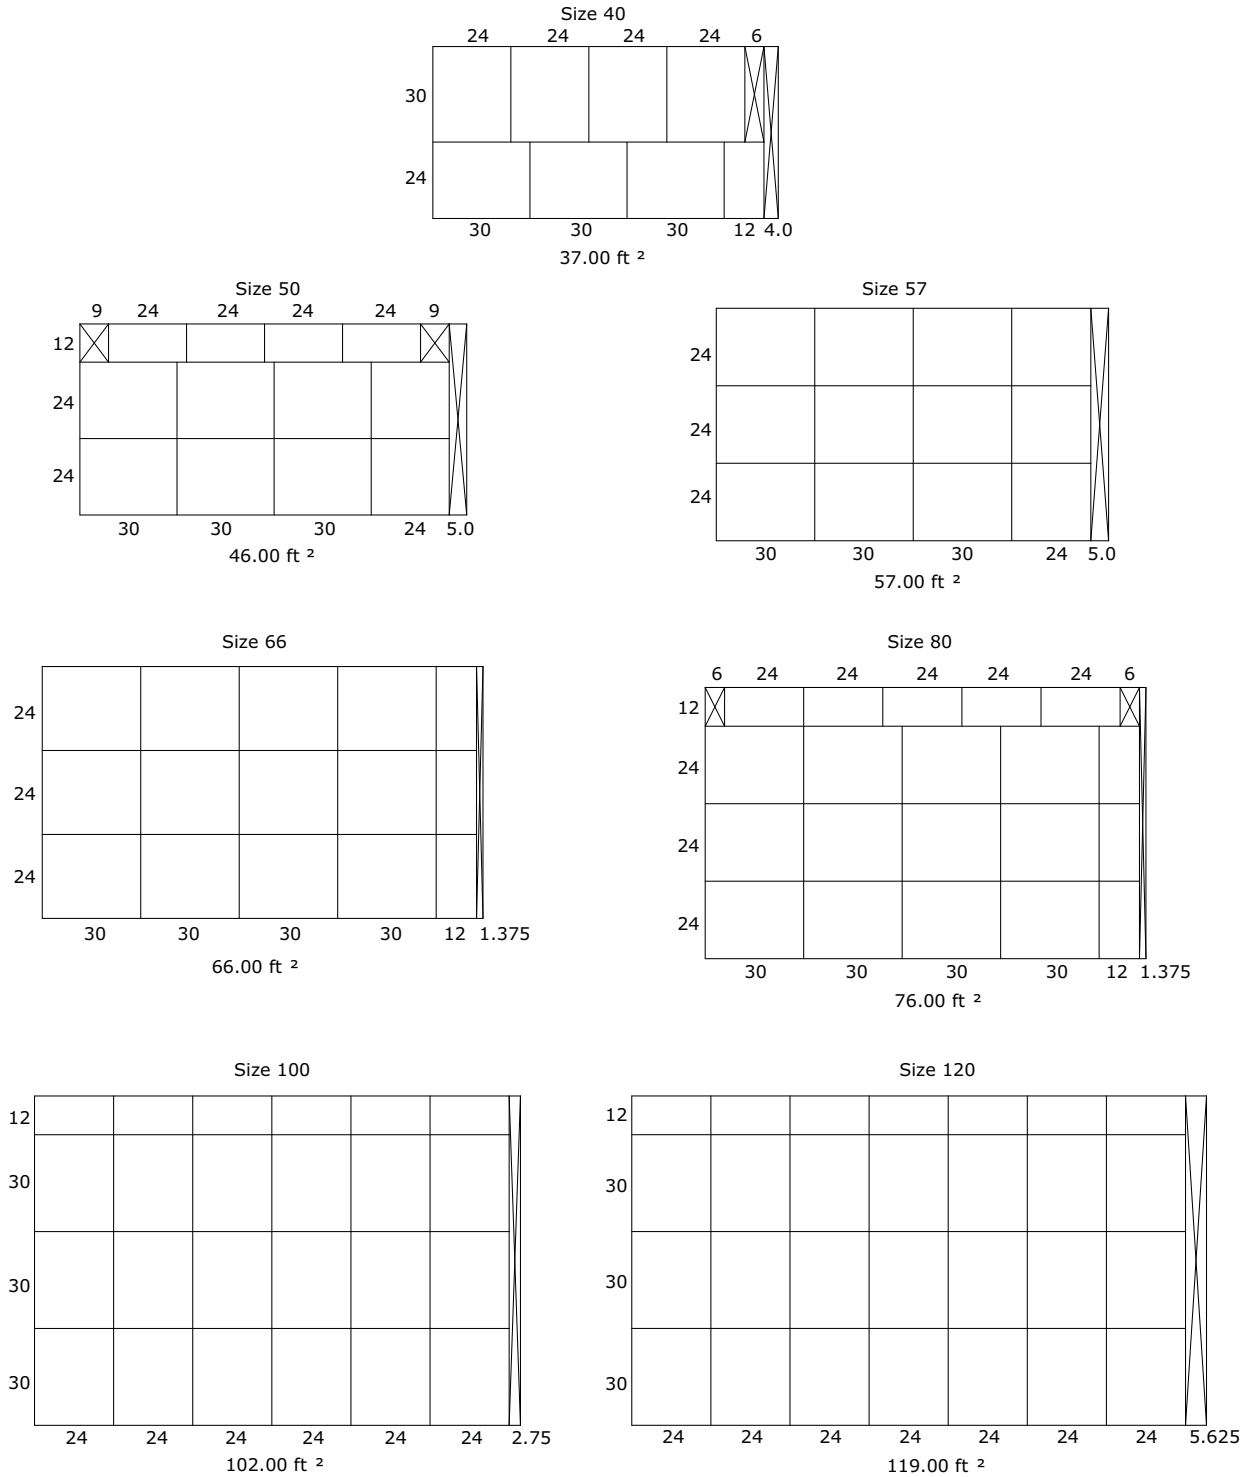 Size 40
24 24 24 24 6
30
24
30 30 30 12 4.0
37.00 ft ²
Size 50
9 24 24 24 24 9
12
24
24
30 30 30 24 5.0
46.00 ft ²
Size 57
24
24
24
30 30 30 24 5.0
57.00 ft ²
Size 66
24
24
24
30 30 30 30 12 1.375
66.00 ft ²
Size 80
6 24 24 24 24 24 6
12
24
24
24
30 30 30 30 12 1.375
76.00 ft ²
Size 100
12
30
30
30
24 24 24 24 24 24 2.75
102.00 ft ²
Size 120
12
30
30
30
24 24 24 24 24 24 24 5.625
119.00 ft ²